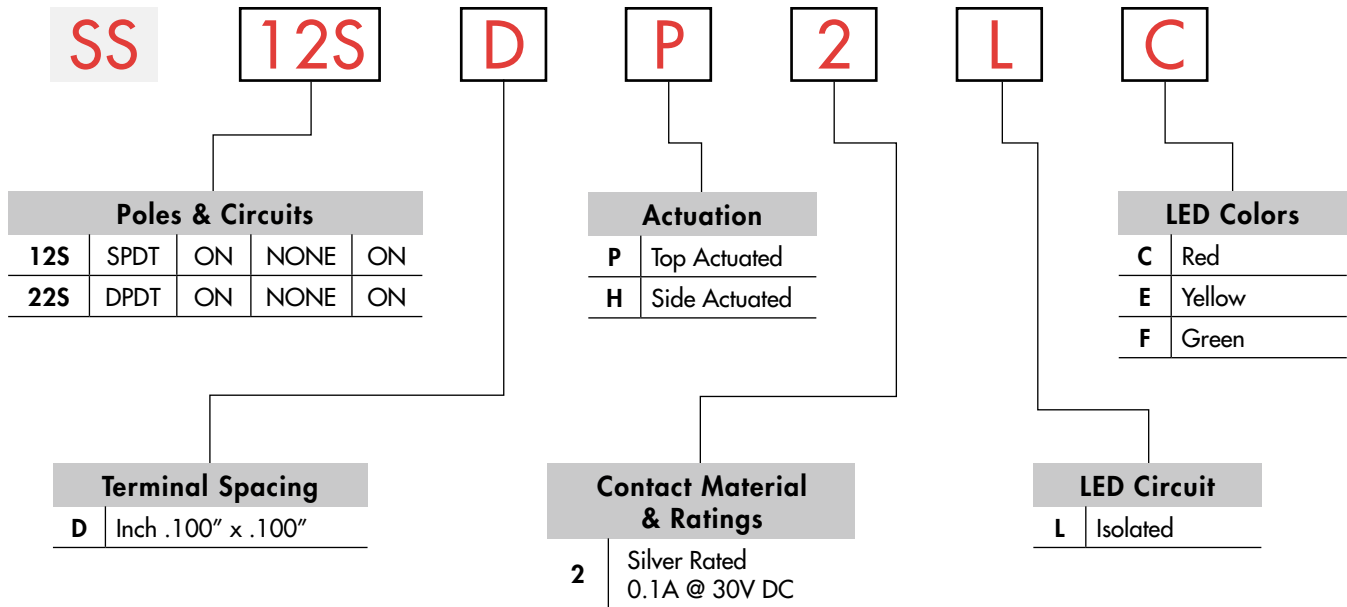 SS 12S D P 2 L C
Poles & Circuits
12S SPDT ON NONE ON
22S DPDT ON NONE ON
Actuation
P Top Actuated
H Side Actuated
LED Colors
C Red
E Yellow
F Green
Terminal Spacing
D Inch .100” x .100”
Contact Material
& Ratings
2 Silver Rated
0.1A @ 30V DC
LED Circuit
L Isolated